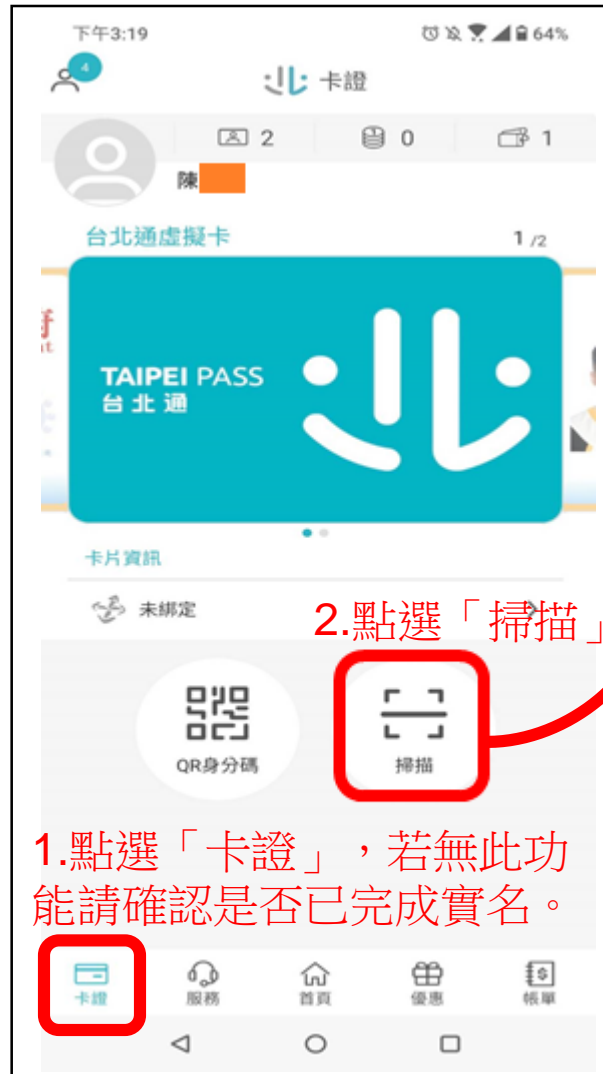 下午3:19
64%
4
卡證
2
0
1
陳
台北通虛擬卡
1 /2
TAIPEI PASS
台北通
卡片資訊
未綁定
2.點選「掃描」
QR身分碼
掃描
1.點選「卡證」，若無此功
能請確認是否已完成實名。
卡證
服務
首頁
優惠
帳單